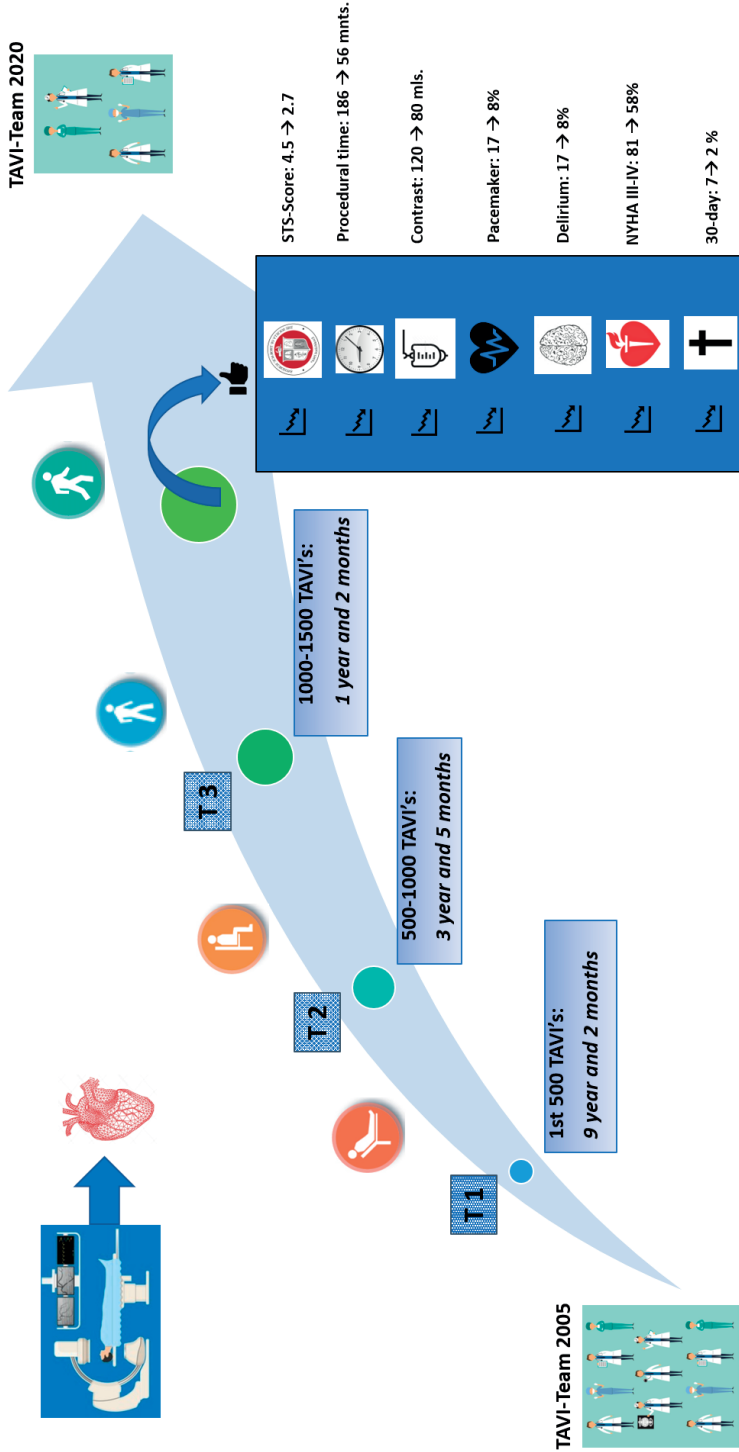 TAVI-Team 2020
T 3
T 2
T 1
1000-1500 TAVI's:
1 year and 2 months
500-1000 TAVI's:
3 year and 5 months
1st 500 TAVI's:
9 year and 2 months
TAVI-Team 2005
STS-Score: 4.5 → 2.7
Procedural time: 186 → 56 mnts.
Contrast: 120 → 80 mls.
Pacemaker: 17 → 8%
Delirium: 17 → 8%
NYHA III-IV: 81 → 58%
30-day: 7→ 2 %